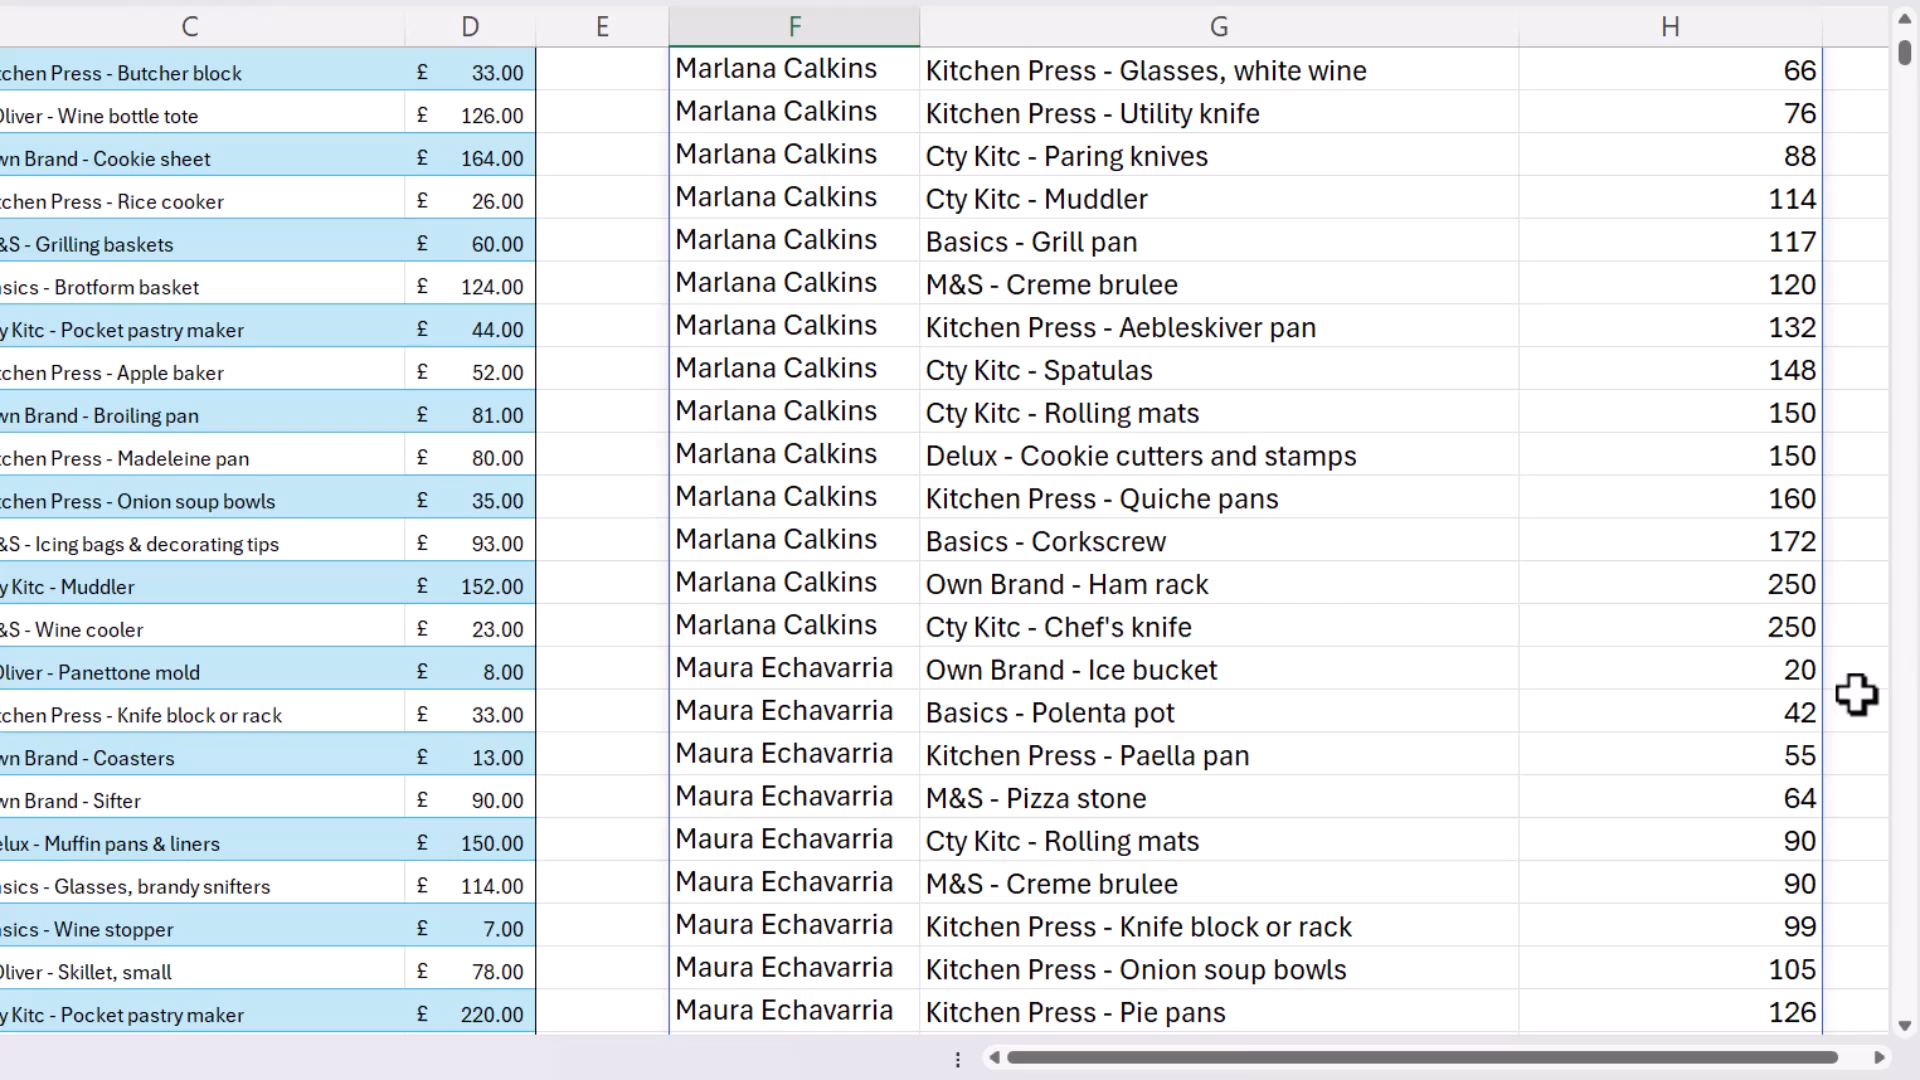 C D E F G H
tchen Press - Butcher block £ 33.00 Marlana Calkins Kitchen Press - Glasses, white wine 66
Oliver - Wine bottle tote £ 126.00 Marlana Calkins Kitchen Press - Utility knife 76
wn Brand - Cookie sheet £ 164.00 Marlana Calkins Cty Kitc - Paring knives 88
tchen Press - Rice cooker £ 26.00 Marlana Calkins Cty Kitc - Muddler 114
&S - Grilling baskets £ 60.00 Marlana Calkins Basics - Grill pan 117
asics - Brotform basket £ 124.00 Marlana Calkins M&S - Creme brulee 120
y Kitc - Pocket pastry maker £ 44.00 Marlana Calkins Kitchen Press - Aebleskiver pan 132
tchen Press - Apple baker £ 52.00 Marlana Calkins Cty Kitc - Spatulas 148
wn Brand - Broiling pan £ 81.00 Marlana Calkins Cty Kitc - Rolling mats 150
tchen Press - Madeleine pan £ 80.00 Marlana Calkins Delux - Cookie cutters and stamps 150
tchen Press - Onion soup bowls £ 35.00 Marlana Calkins Kitchen Press - Quiche pans 160
&S - Icing bags & decorating tips £ 93.00 Marlana Calkins Basics - Corkscrew 172
y Kitc - Muddler £ 152.00 Marlana Calkins Own Brand - Ham rack 250
&S - Wine cooler £ 23.00 Marlana Calkins Cty Kitc - Chef's knife 250
Oliver - Panettone mold £ 8.00 Maura Echavarria Own Brand - Ice bucket 20
tchen Press - Knife block or rack £ 33.00 Maura Echavarria Basics - Polenta pot 42
wn Brand - Coasters £ 13.00 Maura Echavarria Kitchen Press - Paella pan 55
wn Brand - Sifter £ 90.00 Maura Echavarria M&S - Pizza stone 64
elux - Muffin pans & liners £ 150.00 Maura Echavarria Cty Kitc - Rolling mats 90
asics - Glasses, brandy snifters £ 114.00 Maura Echavarria M&S - Creme brulee 90
asics - Wine stopper £ 7.00 Maura Echavarria Kitchen Press - Knife block or rack 99
Oliver - Skillet, small £ 78.00 Maura Echavarria Kitchen Press - Onion soup bowls 105
y Kitc - Pocket pastry maker £ 220.00 Maura Echavarria Kitchen Press - Pie pans 126